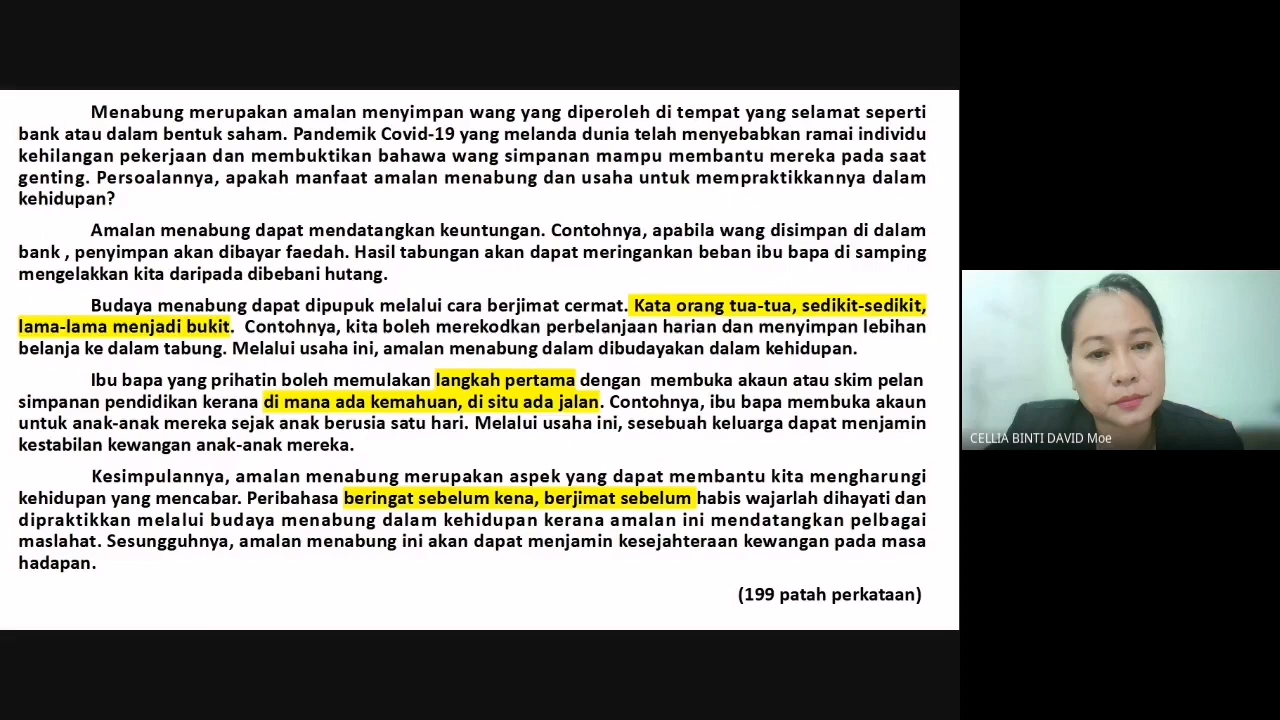 Menabung merupakan amalan menyimpan wang yang diperoleh di tempat yang selamat seperti
bank atau dalam bentuk saham. Pandemik Covid-19 yang melanda dunia telah menyebabkan ramai individu
kehilangan pekerjaan dan membuktikan bahawa wang simpanan mampu membantu mereka pada saat
genting. Persoalannya, apakah manfaat amalan menabung dan usaha untuk mempraktikkannya dalam
kehidupan?
Amalan menabung dapat mendatangkan keuntungan. Contohnya, apabila wang disimpan di dalam
bank , penyimpan akan dibayar faedah. Hasil tabungan akan dapat meringankan beban ibu bapa di samping
mengelakkan kita daripada dibebani hutang.
Budaya menabung dapat dipupuk melalui cara berjimat cermat. Kata orang tua-tua, sedikit-sedikit,
lama-lama menjadi bukit. Contohnya, kita boleh merekodkan perbelanjaan harian dan menyimpan lebihan
belanja ke dalam tabung. Melalui usaha ini, amalan menabung dalam dibudayakan dalam kehidupan.
Ibu bapa yang prihatin boleh memulakan langkah pertama dengan membuka akaun atau skim pelan
simpanan pendidikan kerana di mana ada kemahuan, di situ ada jalan. Contohnya, ibu bapa membuka akaun
untuk anak-anak mereka sejak anak berusia satu hari. Melalui usaha ini, sesebuah keluarga dapat menjamin
kestabilan kewangan anak-anak mereka.
Kesimpulannya, amalan menabung merupakan aspek yang dapat membantu kita mengharungi
kehidupan yang mencabar. Peribahasa beringat sebelum kena, berjimat sebelum habis wajarlah dihayati dan
dipraktikkan melalui budaya menabung dalam kehidupan kerana amalan ini mendatangkan pelbagai
maslahat. Sesungguhnya, amalan menabung ini akan dapat menjamin kesejahteraan kewangan pada masa
hadapan.
(199 patah perkataan)
CELLIA BINTI DAVID Moe